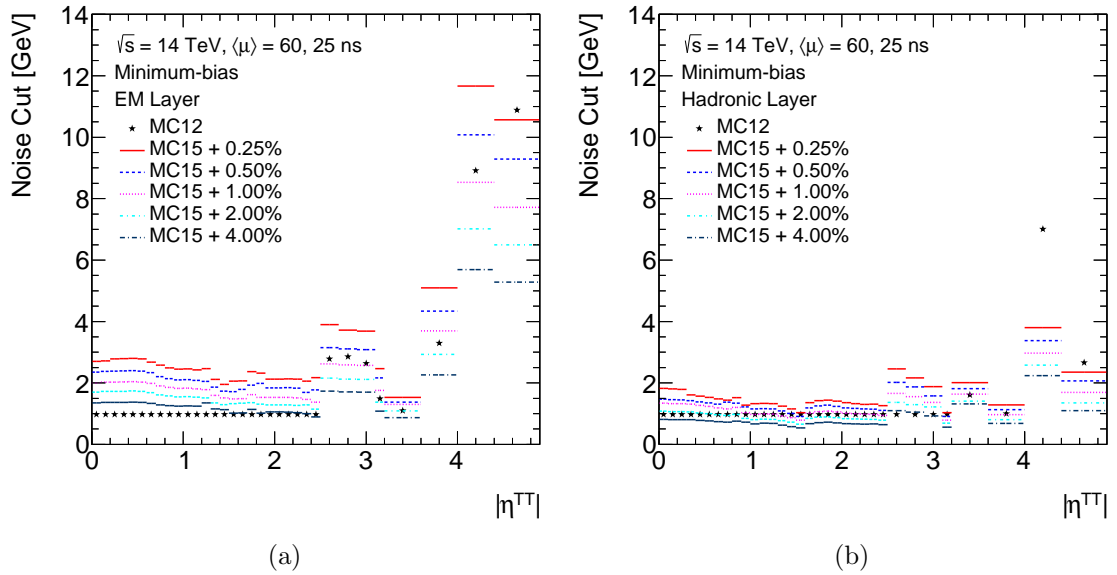 Noise Cut [GeV]
14
12
10
8
6
4
2
0
√s = 14 TeV, ⟨μ⟩ = 60, 25 ns
Minimum-bias
EM Layer
MC12
MC15 + 0.25%
MC15 + 0.50%
MC15 + 1.00%
MC15 + 2.00%
MC15 + 4.00%
0 1 2 3 4
|η^TT|
(a)
Noise Cut [GeV]
14
12
10
8
6
4
2
0
√s = 14 TeV, ⟨μ⟩ = 60, 25 ns
Minimum-bias
Hadronic Layer
MC12
MC15 + 0.25%
MC15 + 0.50%
MC15 + 1.00%
MC15 + 2.00%
MC15 + 4.00%
0 1 2 3 4
|η^TT|
(b)